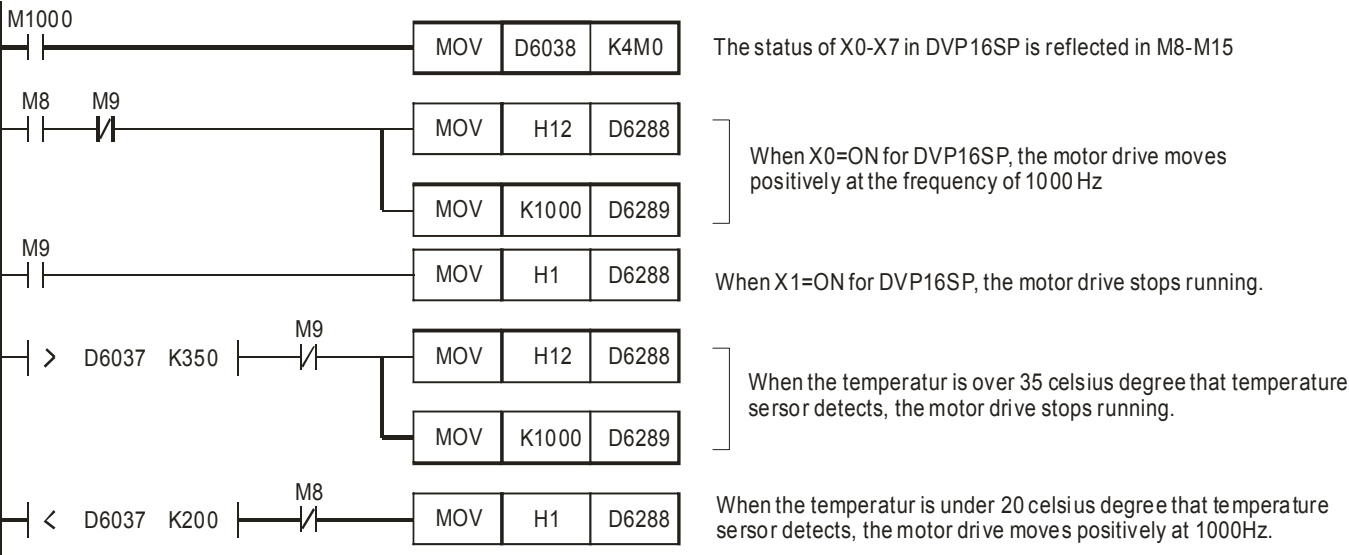 M1000
MOV D6038 K4M0 The status of X0-X7 in DVP16SP is reflected in M8-M15
M8 M9
MOV H12 D6288
When X0=ON for DVP16SP, the motor drive moves
positively at the frequency of 1000 Hz
MOV K1000 D6289
M9
MOV H1 D6288 When X1=ON for DVP16SP, the motor drive stops running.
M9
> D6037 K350 MOV H12 D6288
When the temperatur is over 35 celsius degree that temperature
sersor detects, the motor drive stops running.
MOV K1000 D6289
M8
< D6037 K200 MOV H1 D6288
When the temperatur is under 20 celsius degree that temperature
sersor detects, the motor drive moves positively at 1000Hz.